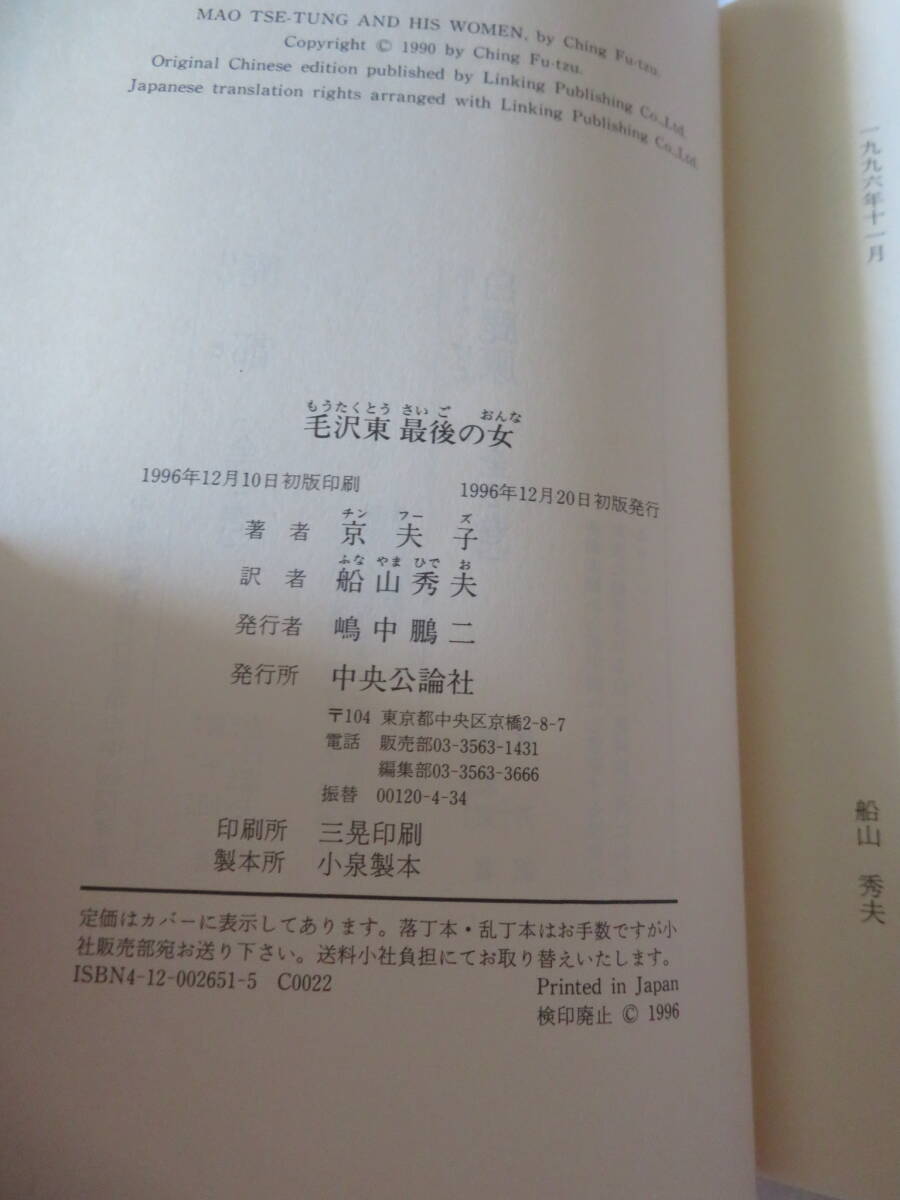 MAO TSE-TUNG AND HIS WOMEN, by Ching Fu-tzu.
Copyright © 1990 by Ching Fu-tzu.
Original Chinese edition published by Linking Publishing Co.,Ltd.
Japanese translation rights arranged with Linking Publishing Co.,Ltd.
もうたくとう さいご おんな
毛沢東 最後の女
1996年12月10日初版印刷 1996年12月20日初版発行
チン フー ズ
著者 京夫子
ふな やま ひで お
訳者 船山秀夫
発行者 嶋中鵬二
発行所 中央公論社
〒104 東京都中央区京橋2-8-7
電話 販売部03-3563-1431
編集部03-3563-3666
振替 00120-4-34
印刷所 三晃印刷
製本所 小泉製本
定価はカバーに表示してあります。落丁本・乱丁本はお手数ですが小
社販売部宛お送り下さい。送料小社負担にてお取り替えいたします。
ISBN4-12-002651-5 C0022 Printed in Japan
検印廃止 © 1996
一九九六年十一月
船山 秀夫